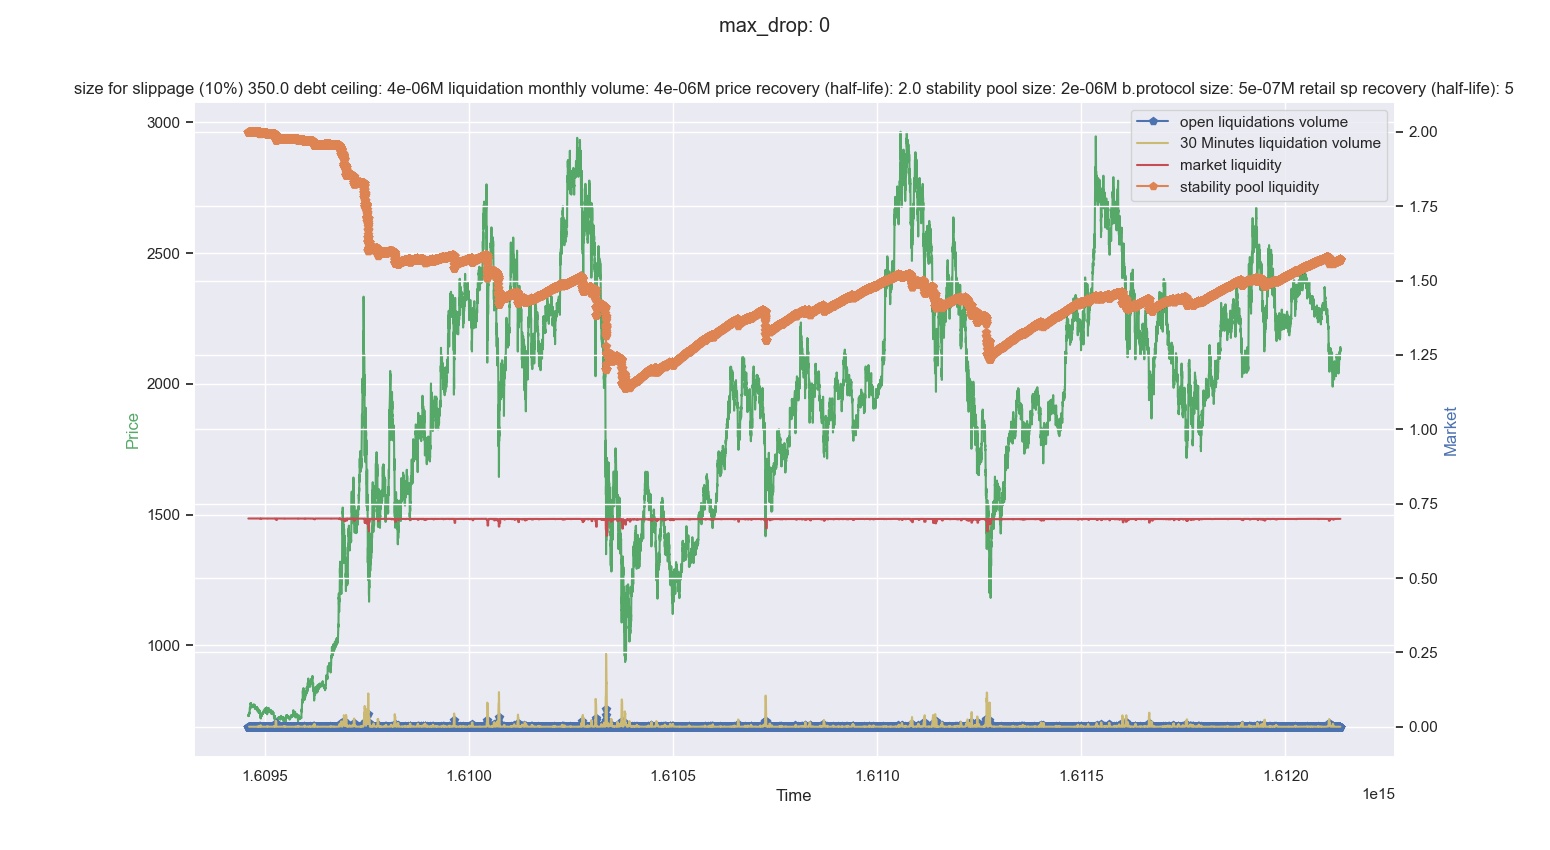 max_drop: 0
size for slippage (10%) 350.0 debt ceiling: 4e-06M liquidation monthly volume: 4e-06M price recovery (half-life): 2.0 stability pool size: 2e-06M b.protocol size: 5e-07M retail sp recovery (half-life): 5
open liquidations volume
30 Minutes liquidation volume
market liquidity
stability pool liquidity
3000
2500
2000
1500
1000
Price
2.00
1.75
1.50
1.25
1.00
0.75
0.50
0.25
0.00
Market
1.6095 1.6100 1.6105 1.6110 1.6115 1.6120
1e15
Time